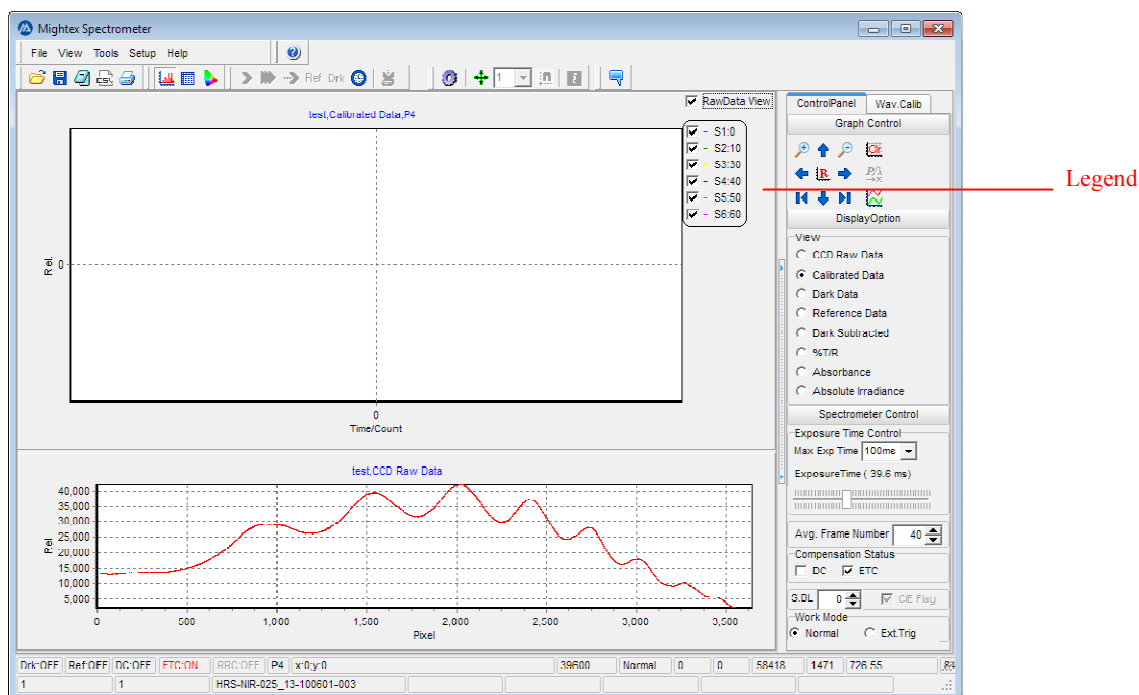 Mightex Spectrometer
File View Tools Setup Help
Ref Drk 1
RawData View
test,Calibrated Data,P4
S1:0
S2:10
S3:30
S4:40
S5:50
S6:60
Legend
Rel.
0
0
Time/Count
test,CCD Raw Data
40,000
35,000
30,000
25,000
20,000
15,000
10,000
5,000
Rel
0 500 1,000 1,500 2,000 2,500 3,000 3,500
Pixel
ControlPanel Wav.Calib
Graph Control
Clr
R P/λ
->X
DisplayOption
View
CCD Raw Data
Calibrated Data
Dark Data
Reference Data
Dark Subtracted
%T/R
Absorbance
Absolute Irradiance
Spectrometer Control
Exposure Time Control
Max Exp Time 100ms
ExposureTime ( 39.6 ms)
Avg. Frame Number 40
Compensation Status
DC ETC
S.DL 0 CIE Flag
Work Mode
Normal Ext.Trig
Drk:OFF Ref:OFF DC:OFF ETC:ON RRC:OFF P4 x:0;y:0 39600 Normal 0 0 58418 1471 726.55
1 1 HRS-NIR-025_13-100601-003